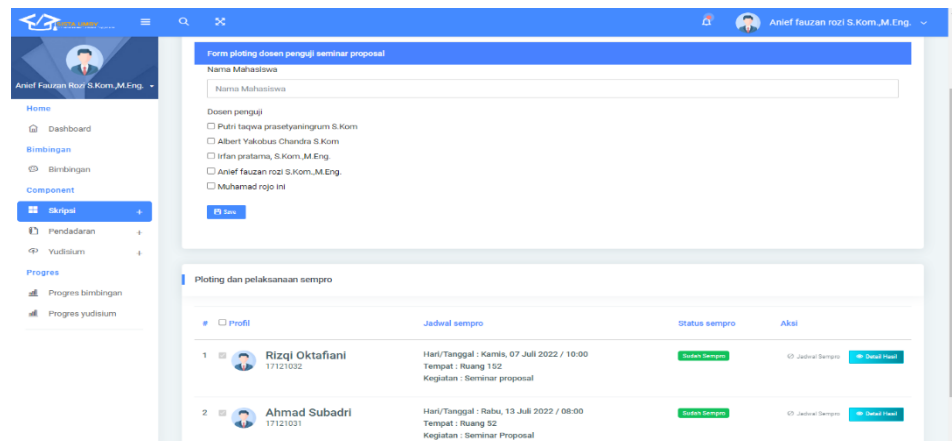 Anief fauzan rozi S.Kom.,M.Eng.
Anief Fauzan Rozi S.Kom.,M.Eng.
Home
Dashboard
Bimbingan
Bimbingan
Component
Skripsi +
Pendadaran +
Yudisium +
Progres
Progres bimbingan
Progres yudisium
Form ploting dosen penguji seminar proposal
Nama Mahasiswa
Nama Mahasiswa
Dosen penguji
Putri taqwa prasetyaningrum S.Kom
Albert Yakobus Chandra S.Kom
Irfan pratama, S.Kom.,M.Eng.
Anief fauzan rozi S.Kom.,M.Eng.
Muhamad rojo ini
Save
Ploting dan pelaksanaan sempro
# Profil Jadwal sempro Status sempro Aksi
1 Rizqi Oktafiani Hari/Tanggal : Kamis, 07 Juli 2022 / 10:00 Sudah Sempro Jadwal Sempro Detail Hasil
17121032 Tempat : Ruang 152
Kegiatan : Seminar proposal
2 Ahmad Subadri Hari/Tanggal : Rabu, 13 Juli 2022 / 08:00 Sudah Sempro Jadwal Sempro Detail Hasil
17121031 Tempat : Ruang 52
Kegiatan : Seminar Proposal